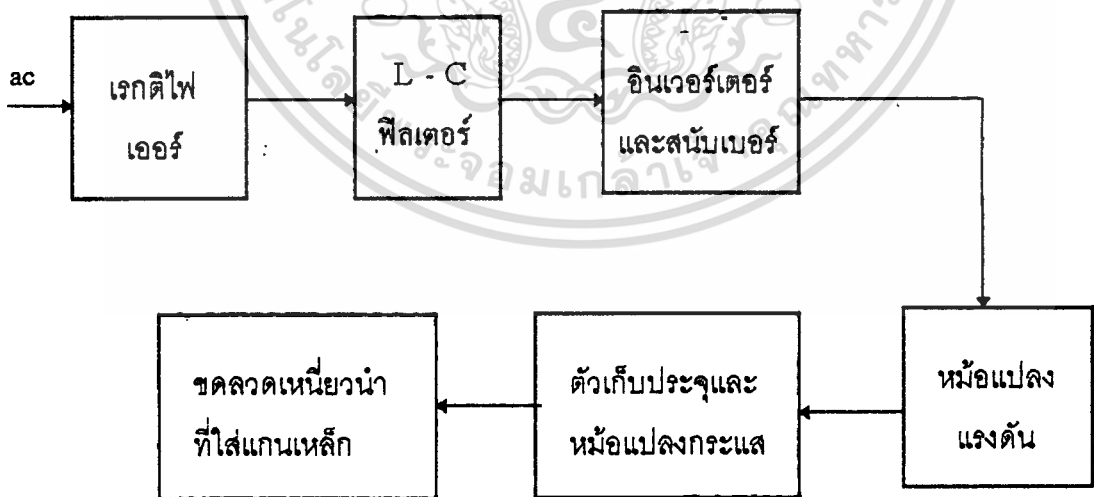 ac
เรกติไฟ
เออร์
L - C
ฟิลเตอร์
อินเวอร์เตอร์
และสนับเบอร์
หม้อแปลง
แรงดัน
ตัวเก็บประจุและ
หม้อแปลงกระแส
ขดลวดเหนี่ยวนำ
ที่ใส่แกนเหล็ก